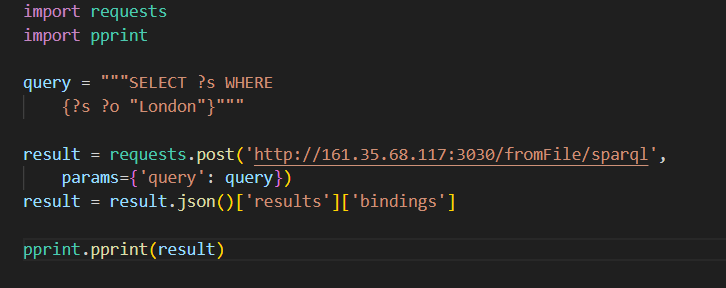 import requests
import pprint
query = """SELECT ?s WHERE
{?s ?o "London"}"""
result = requests.post('http://161.35.68.117:3030/fromFile/sparql',
params={'query': query})
result = result.json()['results']['bindings']
pprint.pprint(result)